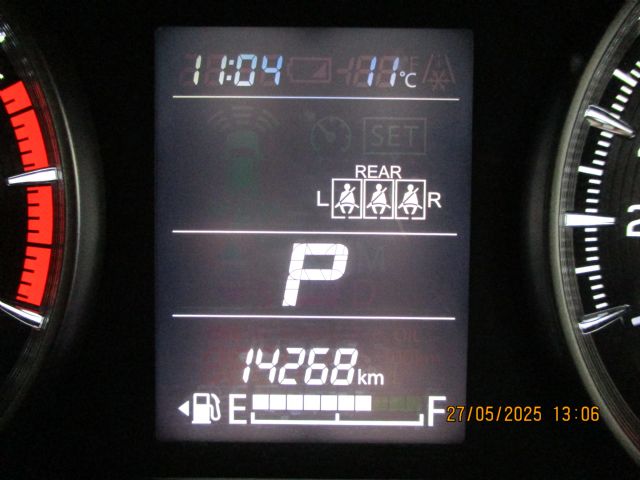 11:04 11°C
SET
REAR
L R
P
14268 km
E F
27/05/2025 13:06